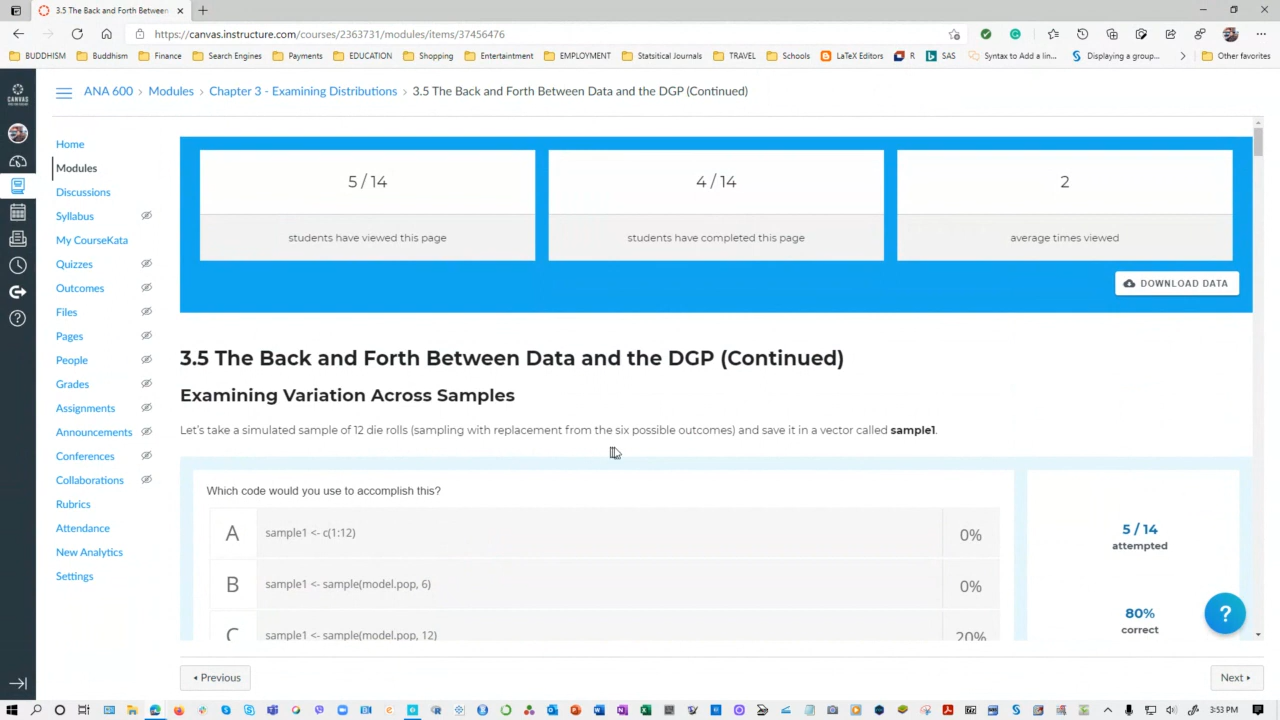 3.5 The Back and Forth Between
https://canvas.instructure.com/courses/2363731/modules/items/37456476
BUDDHISM Buddhism Finance Search Engines Payments EDUCATION Shopping Entertainment EMPLOYMENT Statsitical Journals TRAVEL Schools LaTeX Editors R SAS Syntax to Add a lin... Displaying a group... Other favorites
CANVAS
ANA 600 › Modules › Chapter 3 - Examining Distributions › 3.5 The Back and Forth Between Data and the DGP (Continued)
Home
Modules
Discussions
Syllabus
My CourseKata
Quizzes
Outcomes
Files
Pages
People
Grades
Assignments
Announcements
Conferences
Collaborations
Rubrics
Attendance
New Analytics
Settings
5 / 14
students have viewed this page
4 / 14
students have completed this page
2
average times viewed
DOWNLOAD DATA
3.5 The Back and Forth Between Data and the DGP (Continued)
Examining Variation Across Samples
Let's take a simulated sample of 12 die rolls (sampling with replacement from the six possible outcomes) and save it in a vector called sample1.
Which code would you use to accomplish this?
A sample1 <- c(1:12) 0%
B sample1 <- sample(model.pop, 6) 0%
C sample1 <- sample(model.pop, 12) 20%
5 / 14
attempted
80%
correct
?
Previous
Next
3:53 PM